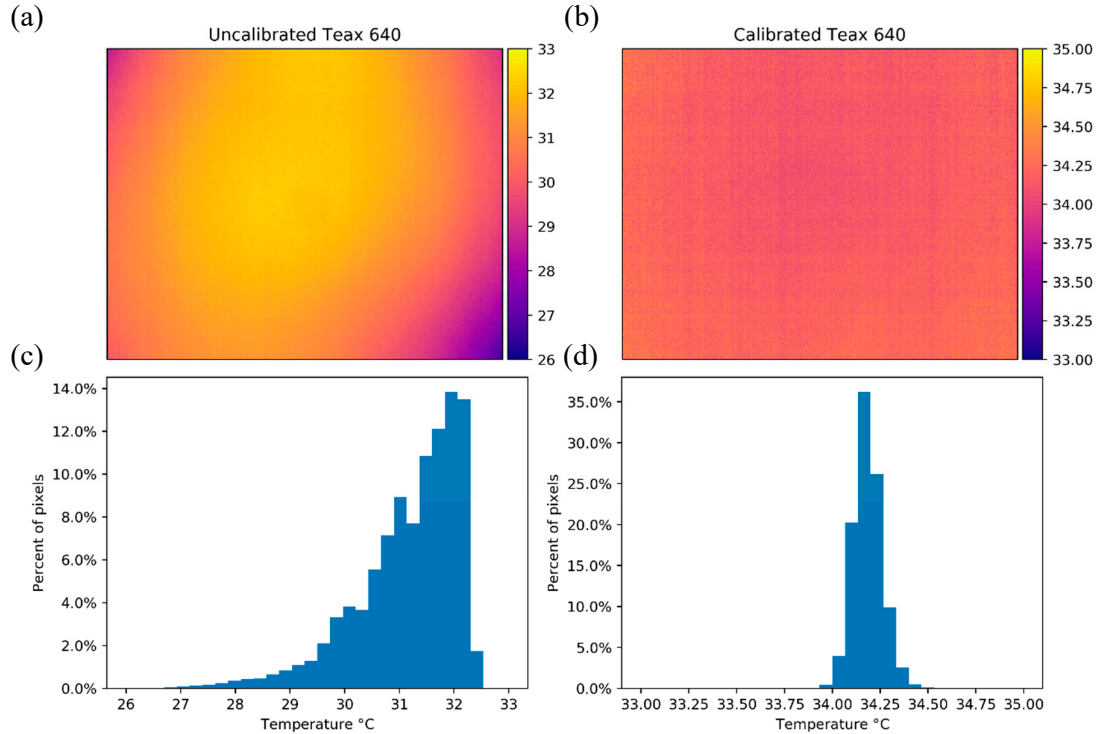 (a)
(b)
Uncalibrated Teax 640
Calibrated Teax 640
33
32
31
30
29
28
27
26
35.00
34.75
34.50
34.25
34.00
33.75
33.50
33.25
33.00
(c)
(d)
14.0%
12.0%
10.0%
8.0%
6.0%
4.0%
2.0%
0.0%
Percent of pixels
26 27 28 29 30 31 32 33
Temperature °C
35.0%
30.0%
25.0%
20.0%
15.0%
10.0%
5.0%
0.0%
Percent of pixels
33.00 33.25 33.50 33.75 34.00 34.25 34.50 34.75 35.00
Temperature °C